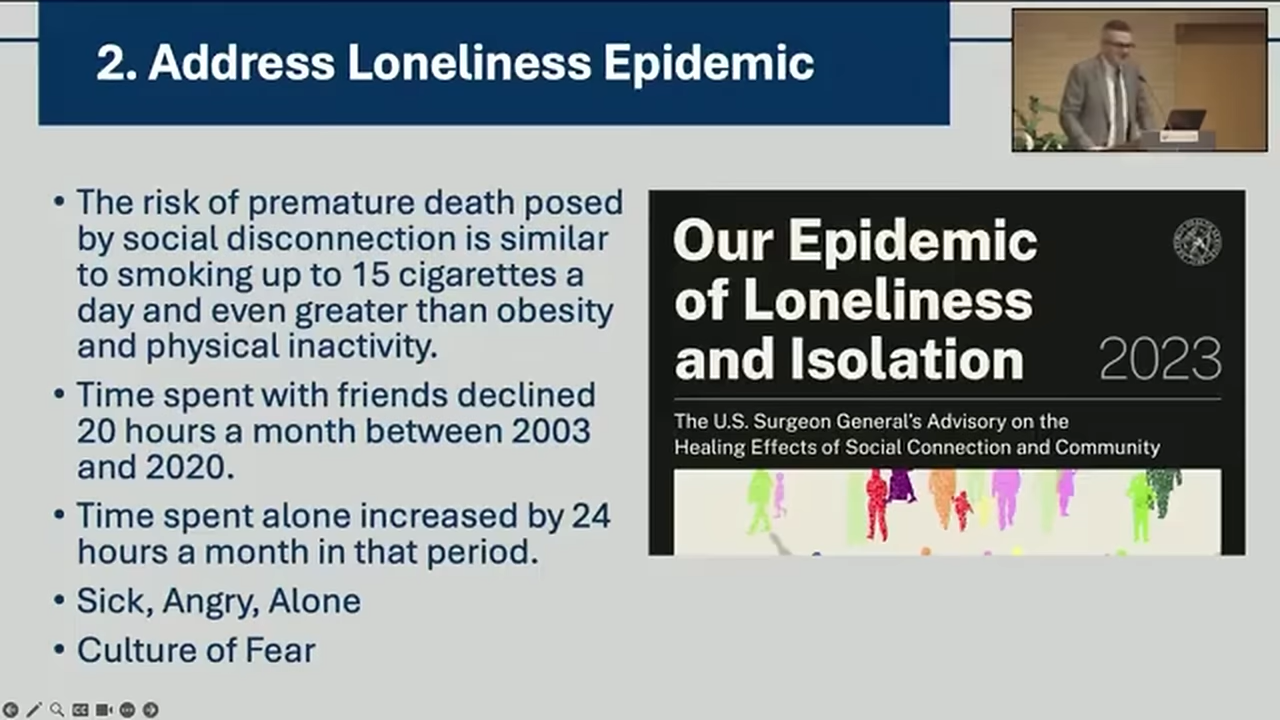 2. Address Loneliness Epidemic
• The risk of premature death posed
by social disconnection is similar
to smoking up to 15 cigarettes a
day and even greater than obesity
and physical inactivity.
• Time spent with friends declined
20 hours a month between 2003
and 2020.
• Time spent alone increased by 24
hours a month in that period.
• Sick, Angry, Alone
• Culture of Fear
Our Epidemic
of Loneliness
and Isolation 2023
The U.S. Surgeon General's Advisory on the
Healing Effects of Social Connection and Community
CC